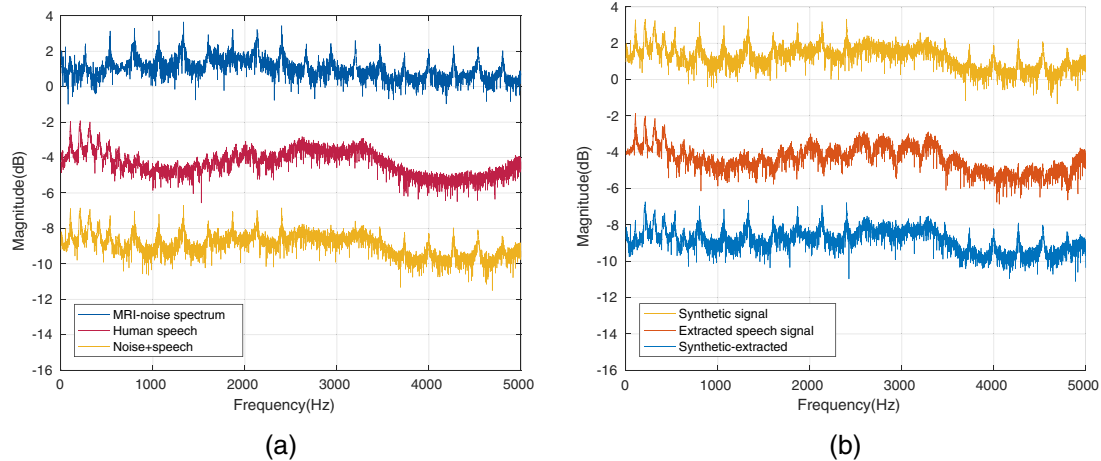 4
2
0
-2
-4
-6
-8
-10
-12
-14
-16
Magnitude(dB)
MRI-noise spectrum
Human speech
Noise+speech
0 1000 2000 3000 4000 5000
Frequency(Hz)
(a)
4
2
0
-2
-4
-6
-8
-10
-12
-14
-16
Magnitude(dB)
Synthetic signal
Extracted speech signal
Synthetic-extracted
0 1000 2000 3000 4000 5000
Frequency(Hz)
(b)